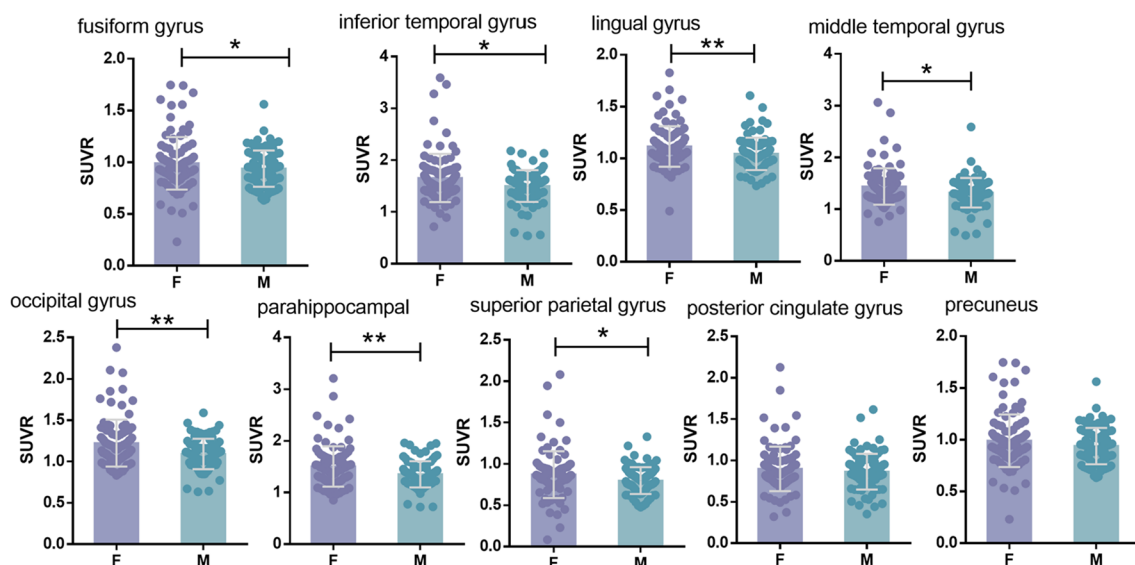 fusiform gyrus
*
2.0
1.5
1.0
0.5
0.0
SUVR
F
M
inferior temporal gyrus
*
4
3
2
1
0
SUVR
F
M
lingual gyrus
**
2.0
1.5
1.0
0.5
0.0
SUVR
F
M
middle temporal gyrus
*
4
3
2
1
0
SUVR
F
M
occipital gyrus
**
2.5
2.0
1.5
1.0
0.5
0.0
SUVR
F
M
parahippocampal
**
4
3
2
1
0
SUVR
F
M
superior parietal gyrus
*
2.5
2.0
1.5
1.0
0.5
0.0
SUVR
F
M
posterior cingulate gyrus
2.5
2.0
1.5
1.0
0.5
0.0
SUVR
F
M
precuneus
2.0
1.5
1.0
0.5
0.0
SUVR
F
M